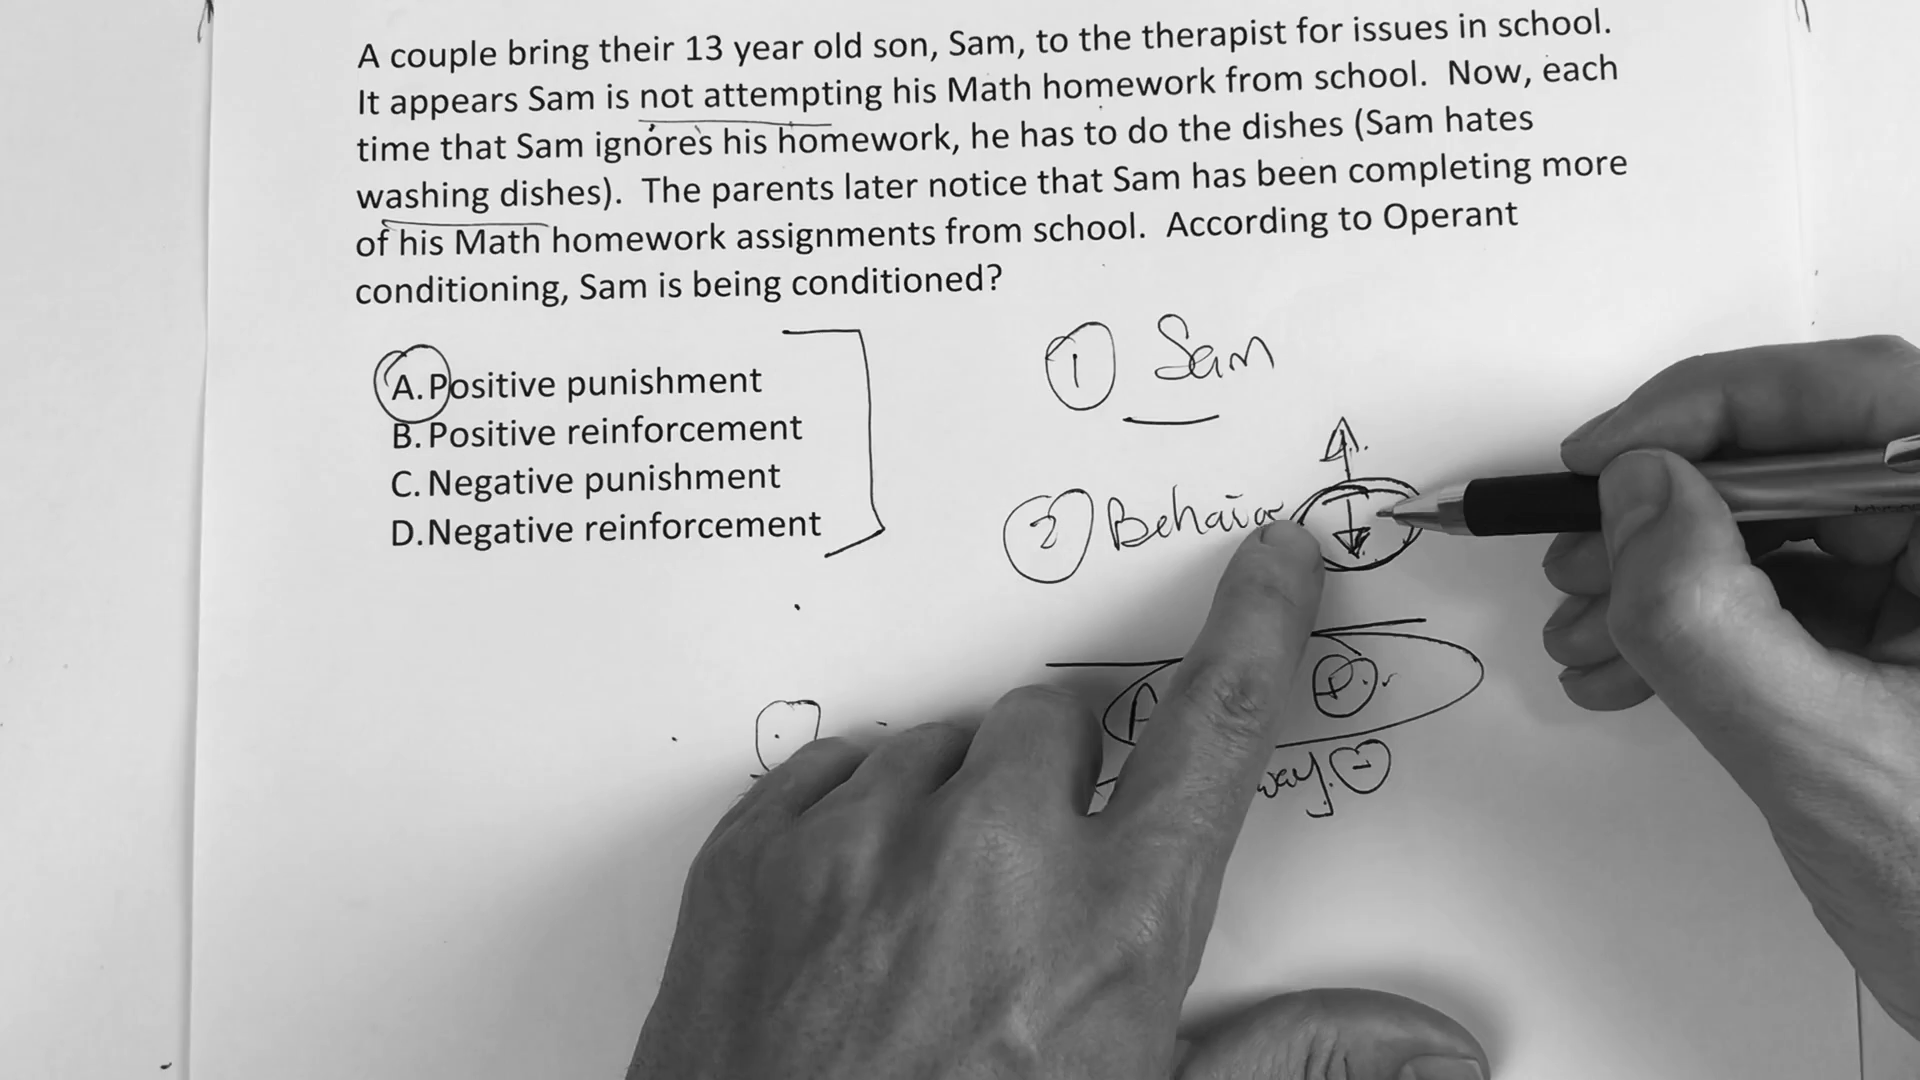 A couple bring their 13 year old son, Sam, to the therapist for issues in school.
It appears Sam is not attempting his Math homework from school. Now, each
time that Sam ignores his homework, he has to do the dishes (Sam hates
washing dishes). The parents later notice that Sam has been completing more
of his Math homework assignments from school. According to Operant
conditioning, Sam is being conditioned?
A. Positive punishment
B. Positive reinforcement
C. Negative punishment
D. Negative reinforcement
1 Sam
2 Behavior
A +
way -